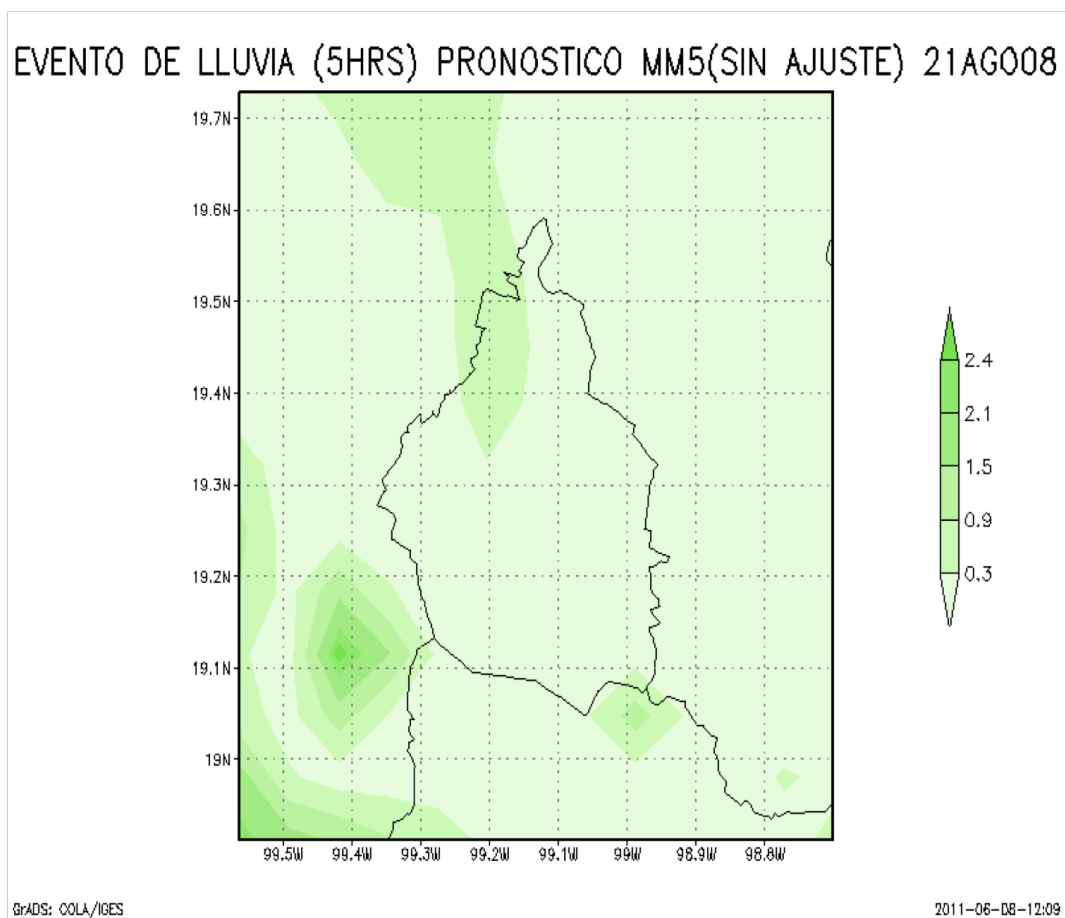 EVENTO DE LLUVIA (5HRS) PRONOSTICO MM5(SIN AJUSTE) 21AGO08
19.7N
19.6N
19.5N
19.4N
19.3N
19.2N
19.1N
19N
99.5W 99.4W 99.3W 99.2W 99.1W 99W 98.9W 98.8W
2.4
2.1
1.5
0.9
0.3
GrADS: COLA/IGES 2011-06-08-12:09